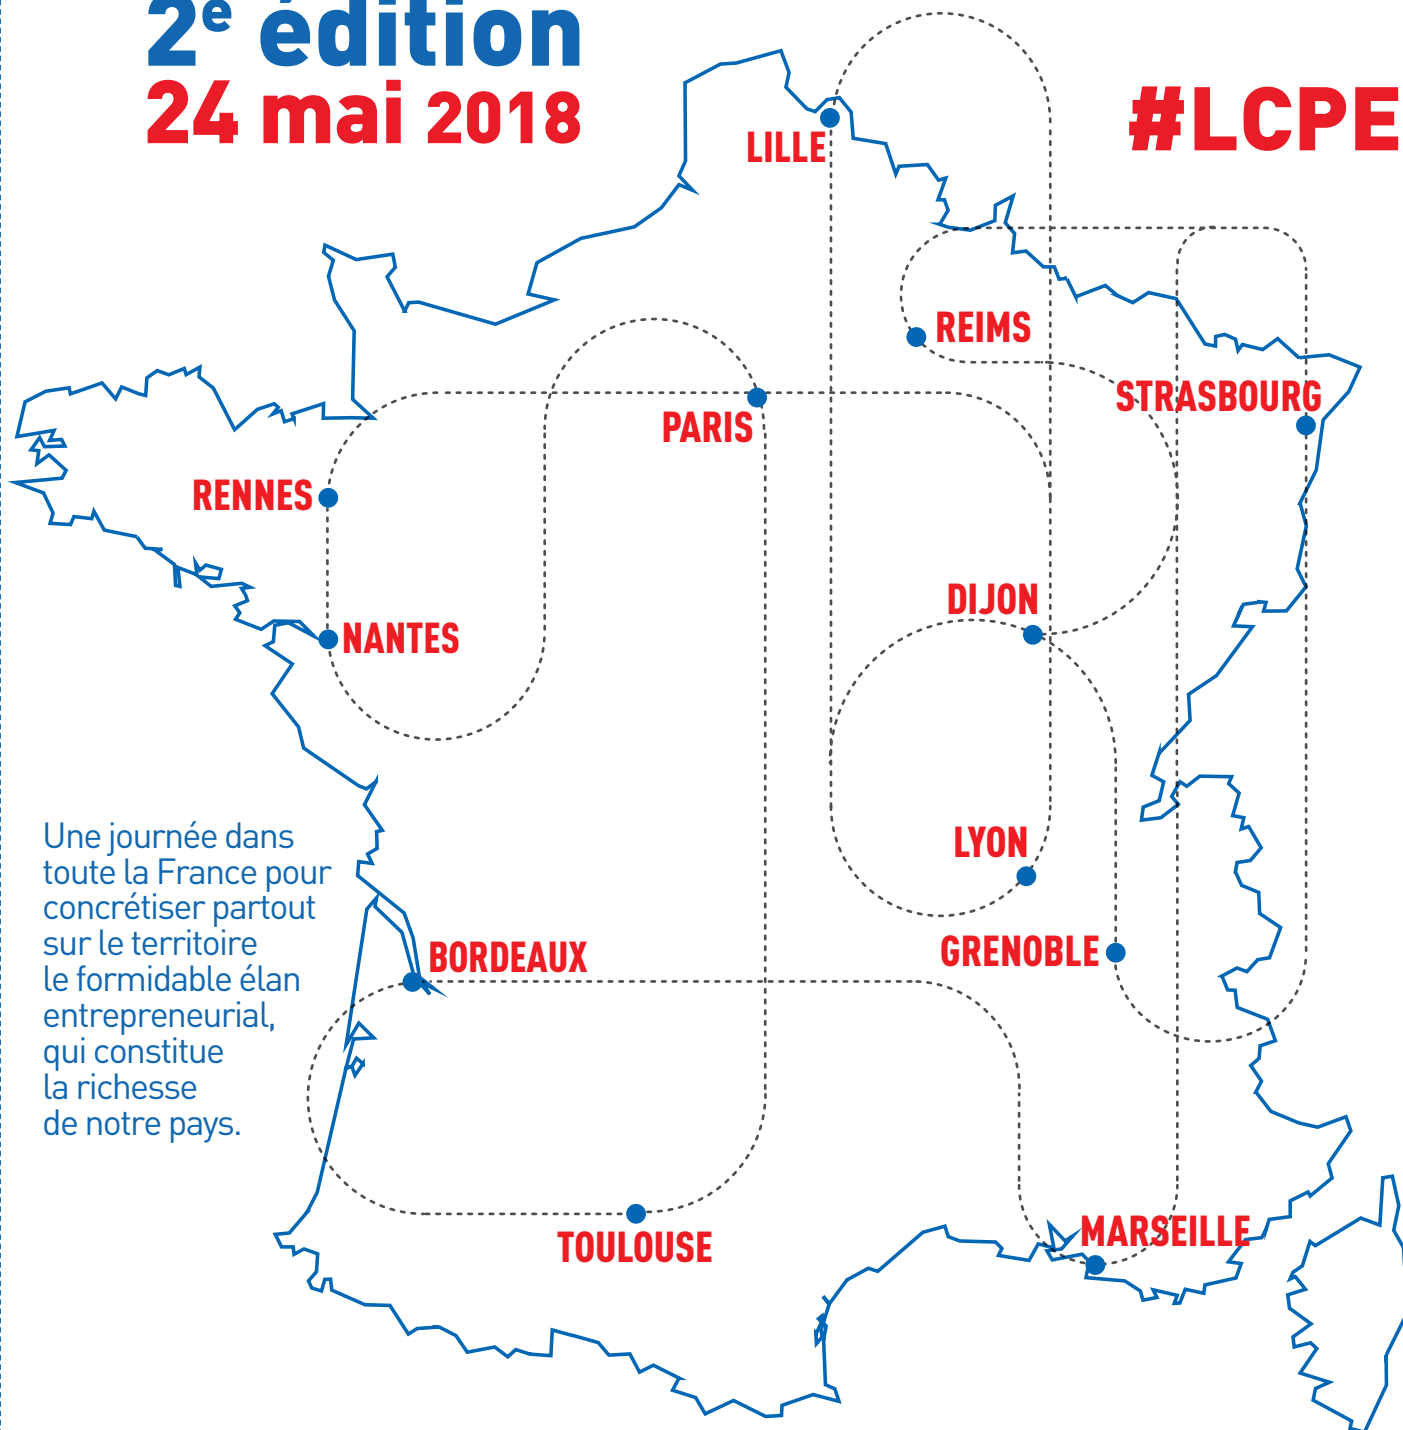 2e édition
24 mai 2018
#LCPE
LILLE
REIMS
STRASBOURG
PARIS
RENNES
DIJON
NANTES
Une journée dans
toute la France pour
concrétiser partout
sur le territoire
le formidable élan
entrepreneurial,
qui constitue
la richesse
de notre pays.
LYON
GRENOBLE
BORDEAUX
MARSEILLE
TOULOUSE